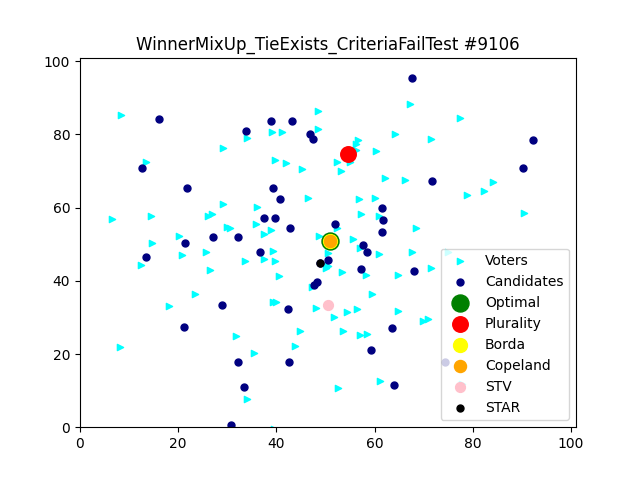 WinnerMixUp_TieExists_CriteriaFailTest #9106
100
80
60
40
20
0
0
20
40
60
80
100
Voters
Candidates
Optimal
Plurality
Borda
Copeland
STV
STAR